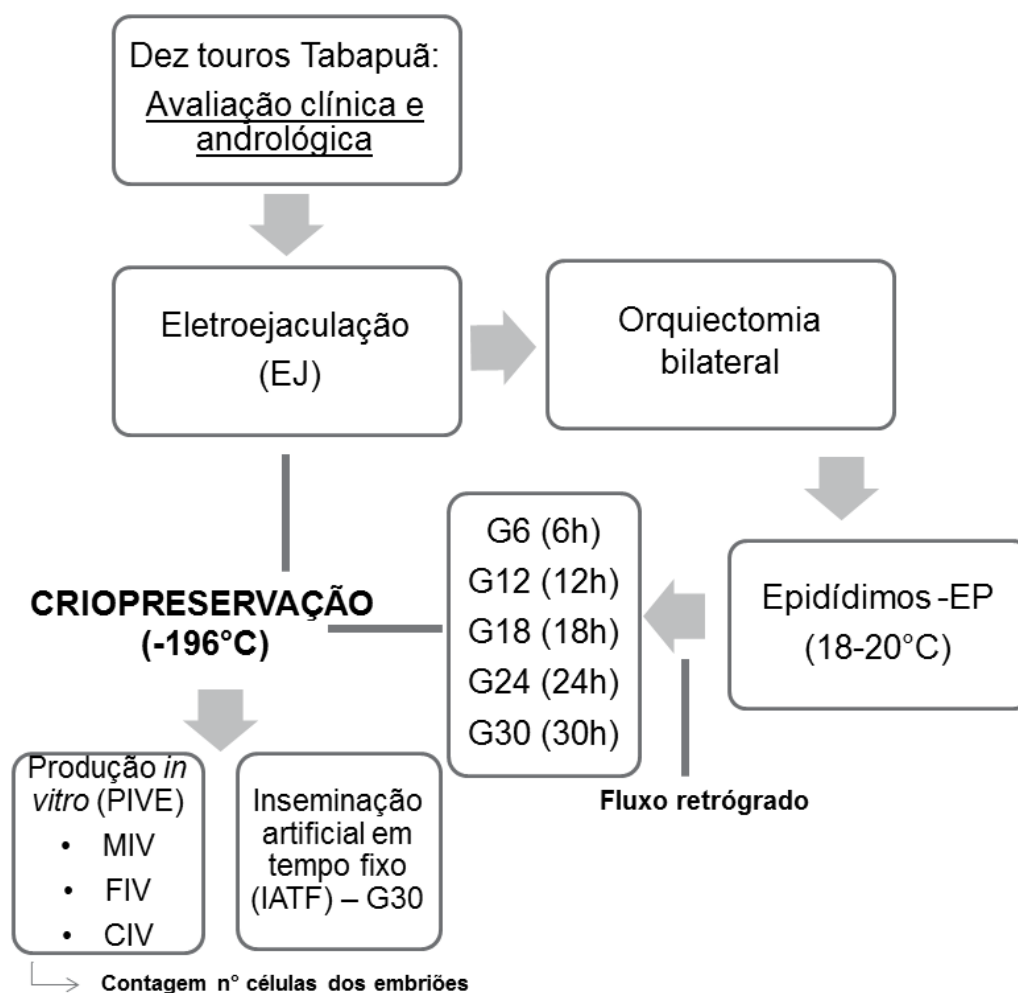 Dez touros Tabapuã:
Avaliação clínica e
andrológica
Eletroejaculação
(EJ)
Orquiectomia
bilateral
Epidídimos -EP
(18-20°C)
G6 (6h)
G12 (12h)
G18 (18h)
G24 (24h)
G30 (30h)
Fluxo retrógrado
CRIOPRESERVAÇÃO
(-196°C)
Produção in
vitro (PIVE)
• MIV
• FIV
• CIV
Inseminação
artificial em
tempo fixo
(IATF) – G30
Contagem n° células dos embriões